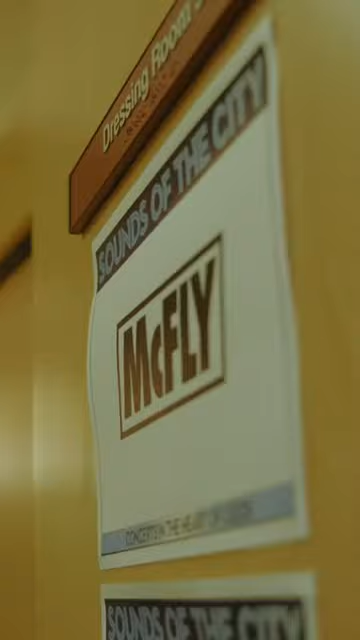 Dressing Room
SOUNDS OF THE CITY
McFLY
CONCERTS IN THE HEART OF
SOUNDS OF THE CITY